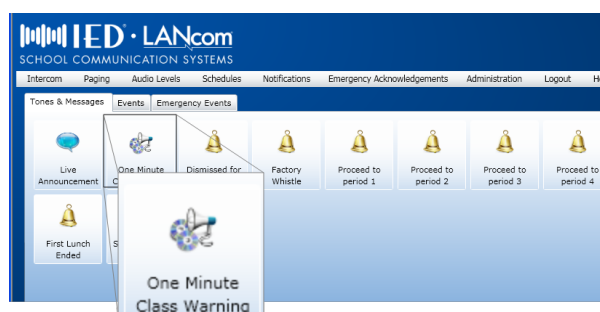 IED · LANcom
SCHOOL COMMUNICATION SYSTEMS
Intercom Paging Audio Levels Schedules Notifications Emergency Acknowledgements Administration Logout
Tones & Messages Events Emergency Events
Live
Announcement
One Minute
Dismissed for
Factory
Whistle
Proceed to
period 1
Proceed to
period 2
Proceed to
period 3
Proceed to
period 4
First Lunch
Ended
One Minute
Class Warning